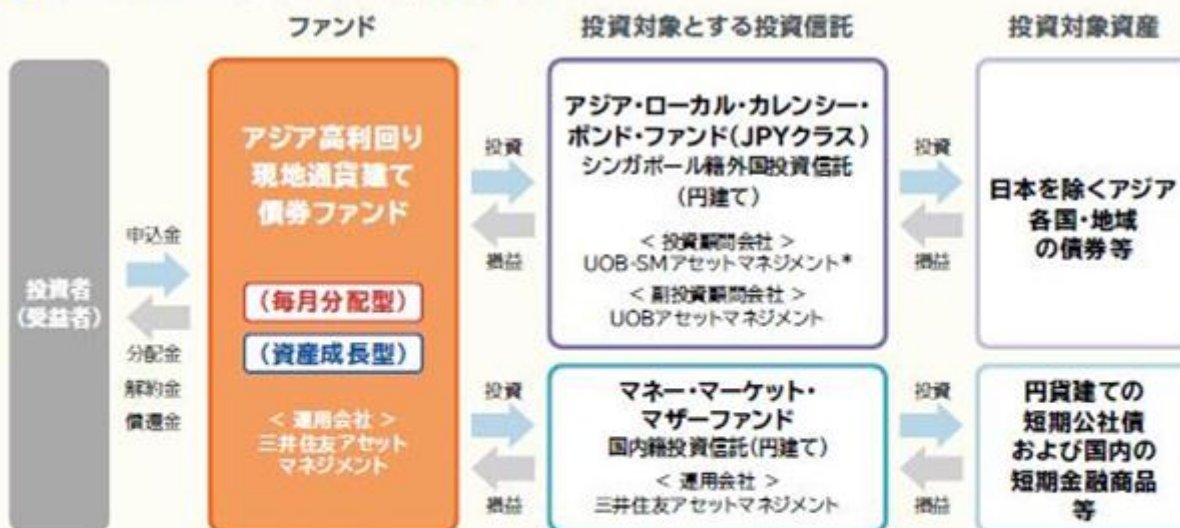 ファンド
投資対象とする投資信託
投資対象資産
投資者
(受益者)
申込金
分配金
解約金
償還金
アジア高利回り
現地通貨建て
債券ファンド
(毎月分配型)
(資産成長型)
< 運用会社 >
三井住友アセット
マネジメント
投資
損益
投資
損益
アジア・ローカル・カレンシー・
ボンド・ファンド(JPYクラス)
シンガポール籍外国投資信託
(円建て)
< 投資顧問会社 >
UOB-SMアセットマネジメント*
< 副投資顧問会社 >
UOBアセットマネジメント
マネー・マーケット・
マザーファンド
国内籍投資信託(円建て)
< 運用会社 >
三井住友アセットマネジメント
投資
損益
投資
損益
日本を除くアジア
各国・地域
の債券等
円貨建ての
短期公社債
および国内の
短期金融商品
等